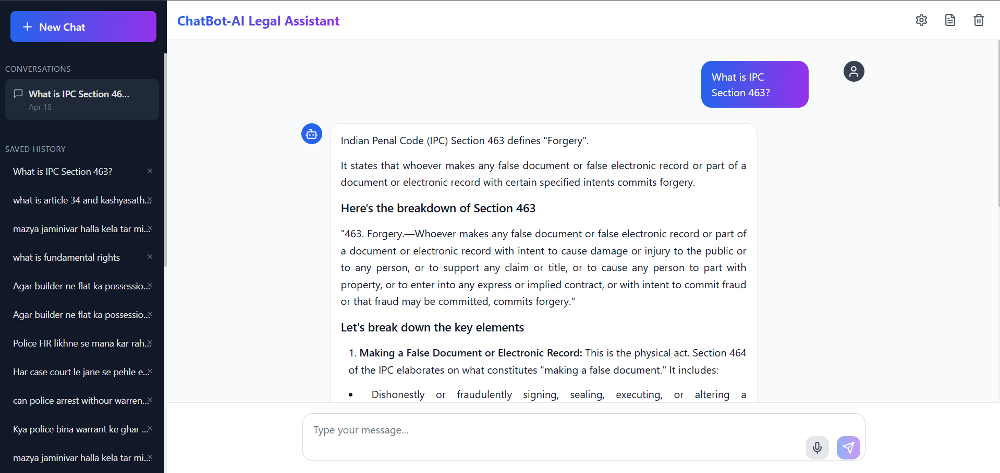 New Chat
CONVERSATIONS
What is IPC Section 46...
Apr 18
SAVED HISTORY
What is IPC Section 463?
what is article 34 and kashyasath...
mazya jaminivar halla kela tar mi...
what is fundamental rights
Agar builder ne flat ka possessio...
Agar builder ne flat ka possessio...
Police FIR likhne se mana kar rah...
Har case court le jane se pehle e...
can police arrest withour warren...
Kya police bina warrant ke ghar ...
mazya jaminivar halla kela tar mi...
ChatBot-AI Legal Assistant
What is IPC
Section 463?
Indian Penal Code (IPC) Section 463 defines "Forgery".
It states that whoever makes any false document or false electronic record or part of a
document or electronic record with certain specified intents commits forgery.
Here's the breakdown of Section 463
"463. Forgery.—Whoever makes any false document or false electronic record or part of
a document or electronic record with intent to cause damage or injury to the public or
to any person, or to support any claim or title, or to cause any person to part with
property, or to enter into any express or implied contract, or with intent to commit fraud
or that fraud may be committed, commits forgery."
Let's break down the key elements
1. Making a False Document or Electronic Record: This is the physical act. Section 464
of the IPC elaborates on what constitutes "making a false document." It includes:
• Dishonestly or fraudulently signing, sealing, executing, or altering a
Type your message...